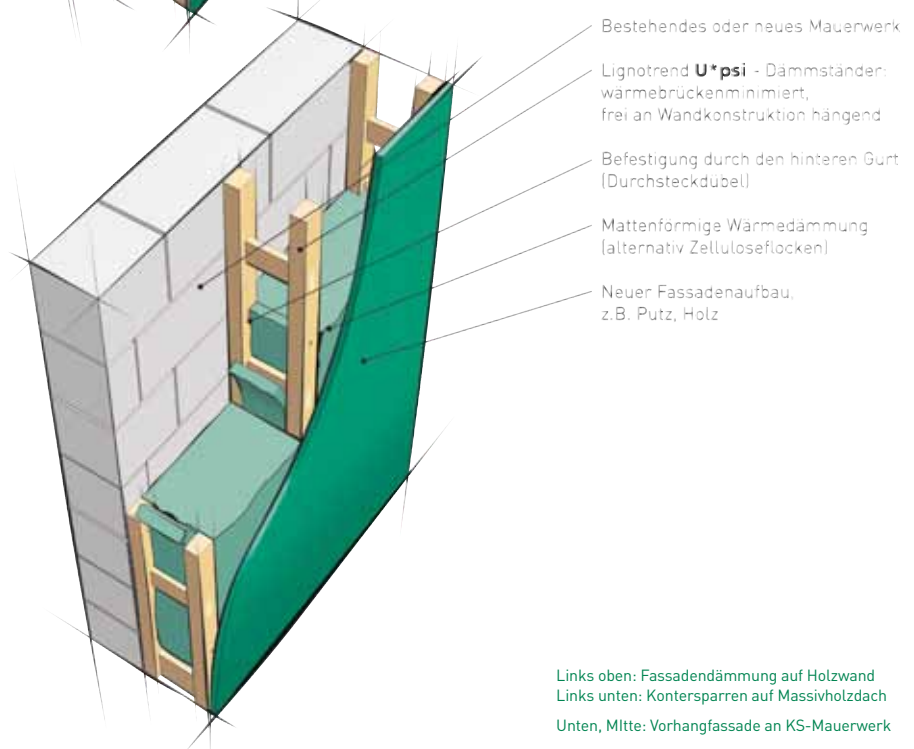 Bestehendes oder neues Mauerwerk
Lignotrend U*psi - Dämmständer:
wärmebrückenminimiert,
frei an Wandkonstruktion hängend
Befestigung durch den hinteren Gurt
(Durchsteckdübel)
Mattenförmige Wärmedämmung
(alternativ Zelluloseflocken)
Neuer Fassadenaufbau,
z.B. Putz, Holz
Links oben: Fassadendämmung auf Holzwand
Links unten: Kontersparren auf Massivholzdach
Unten, MItte: Vorhangfassade an KS-Mauerwerk